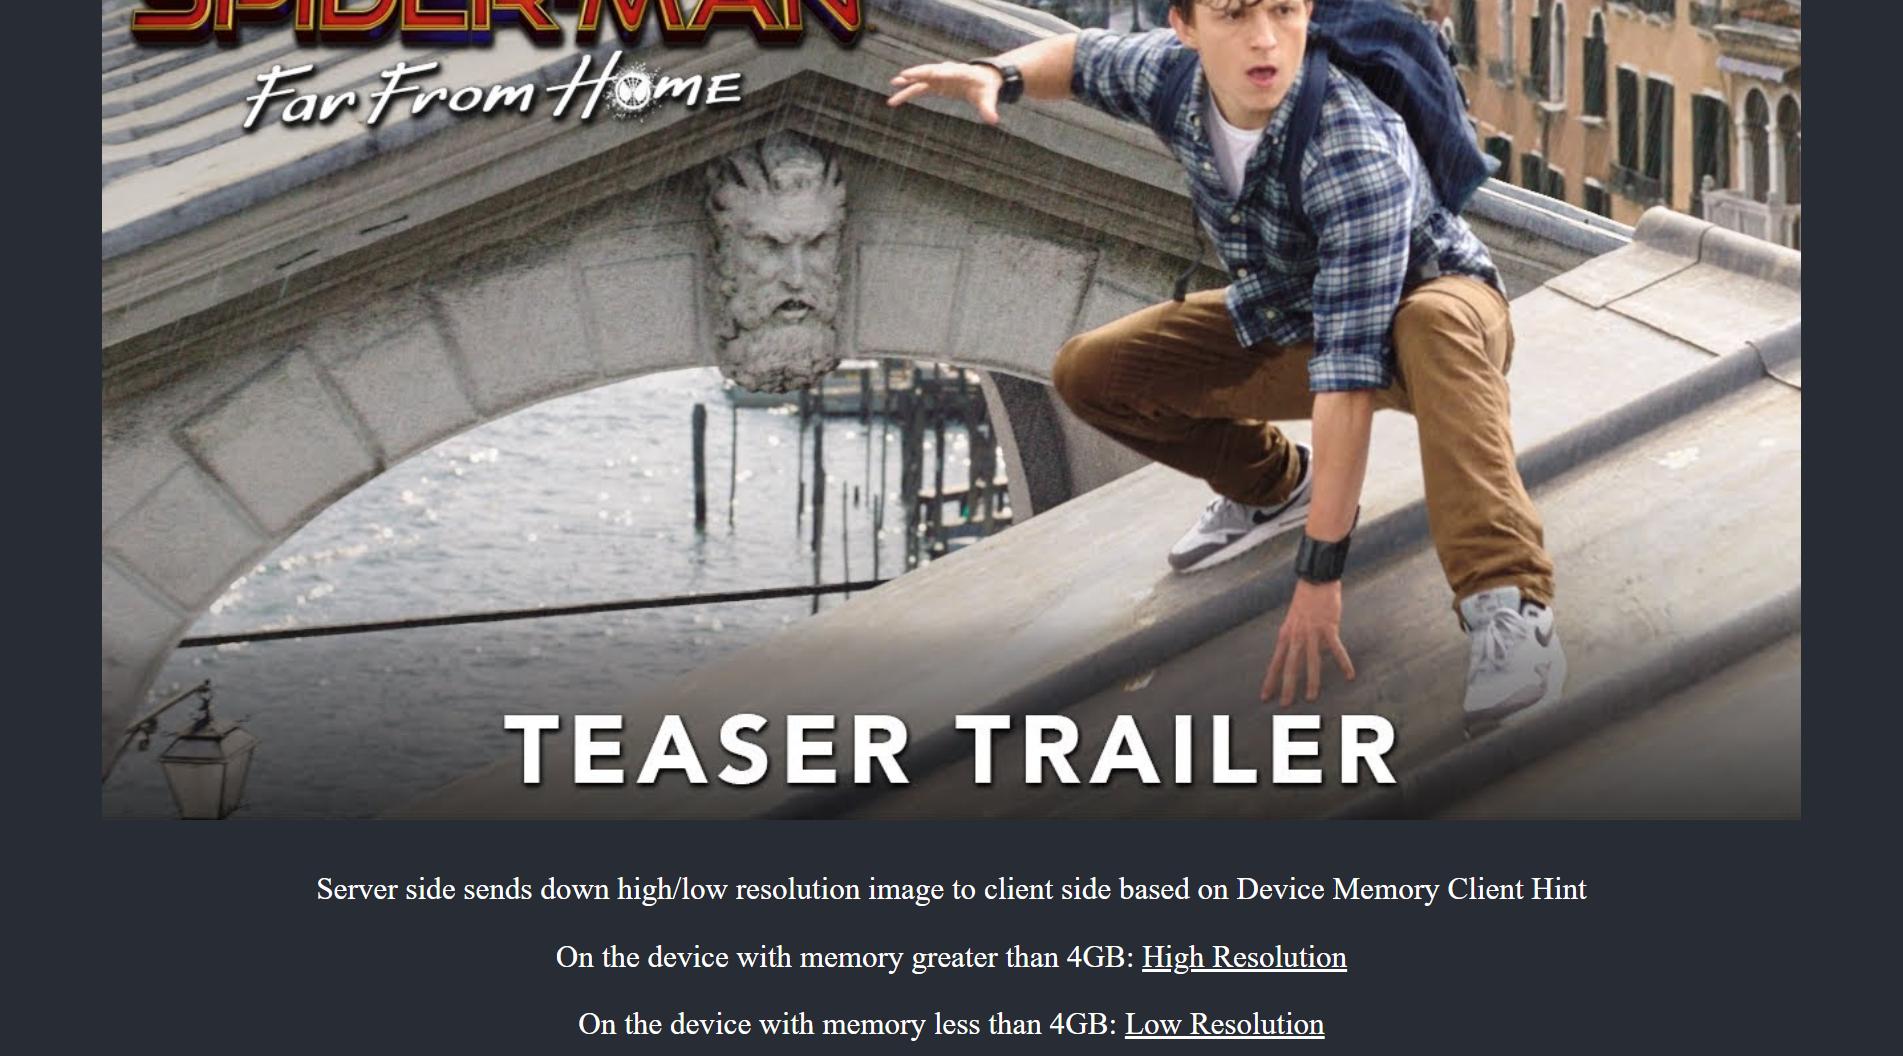 SPIDER-MAN
Far From Home
TEASER TRAILER
Server side sends down high/low resolution image to client side based on Device Memory Client Hint
On the device with memory greater than 4GB: High Resolution
On the device with memory less than 4GB: Low Resolution